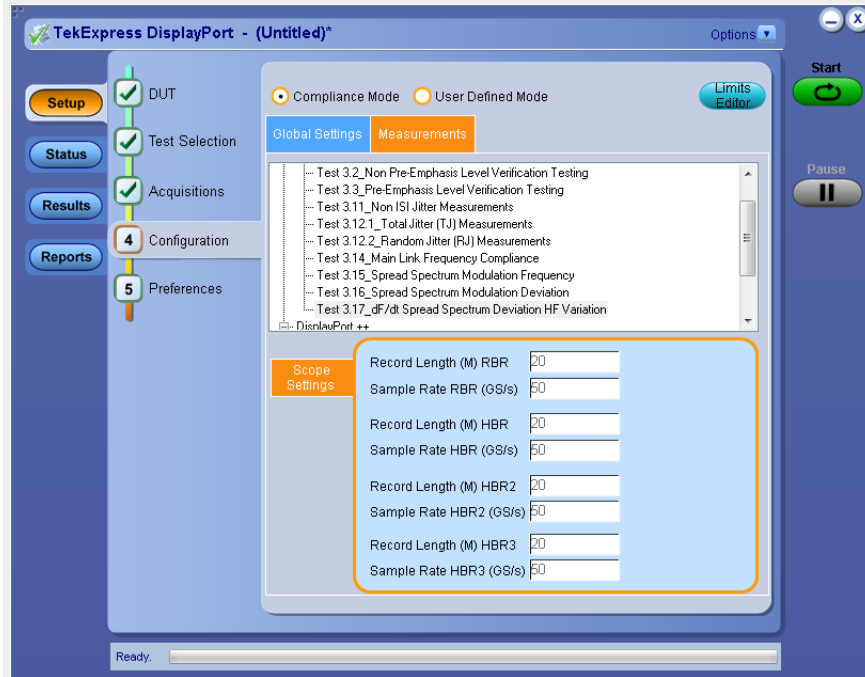 TekExpress DisplayPort - (Untitled)*
Options
Start
Pause
Setup
Status
Results
Reports
DUT
Test Selection
Acquisitions
4 Configuration
5 Preferences
Compliance Mode User Defined Mode
Limits
Editor
Global Settings Measurements
Test 3.2_Non Pre-Emphasis Level Verification Testing
Test 3.3_Pre-Emphasis Level Verification Testing
Test 3.11_Non ISI Jitter Measurements
Test 3.12.1_Total Jitter (TJ) Measurements
Test 3.12.2_Random Jitter (RJ) Measurements
Test 3.14_Main Link Frequency Compliance
Test 3.15_Spread Spectrum Modulation Frequency
Test 3.16_Spread Spectrum Modulation Deviation
Test 3.17_dF/dt Spread Spectrum Deviation HF Variation
DisplayPort ++
Scope
Settings
Record Length (M) RBR 20
Sample Rate RBR (GS/s) 50
Record Length (M) HBR 20
Sample Rate HBR (GS/s) 50
Record Length (M) HBR2 20
Sample Rate HBR2 (GS/s) 50
Record Length (M) HBR3 20
Sample Rate HBR3 (GS/s) 50
Ready.